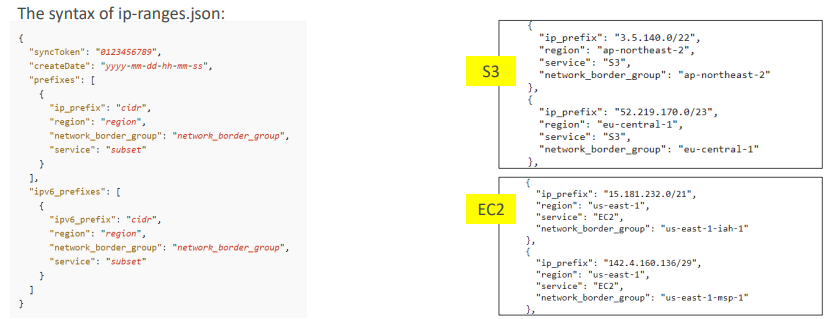 The syntax of ip-ranges.json:
{
"syncToken": "0123456789",
"createDate": "yyyy-mm-dd-hh-mm-ss",
"prefixes": [
{
"ip_prefix": "cidr",
"region": "region",
"network_border_group": "network_border_group",
"service": "subset"
}
],
"ipv6_prefixes": [
{
"ipv6_prefix": "cidr",
"region": "region",
"network_border_group": "network_border_group",
"service": "subset"
}
]
}
S3
{
"ip_prefix": "3.5.140.0/22",
"region": "ap-northeast-2",
"service": "S3",
"network_border_group": "ap-northeast-2"
},
{
"ip_prefix": "52.219.170.0/23",
"region": "eu-central-1",
"service": "S3",
"network_border_group": "eu-central-1"
},
EC2
{
"ip_prefix": "15.181.232.0/21",
"region": "us-east-1",
"service": "EC2",
"network_border_group": "us-east-1-iah-1"
},
{
"ip_prefix": "142.4.160.136/29",
"region": "us-east-1",
"service": "EC2",
"network_border_group": "us-east-1-msp-1"
},